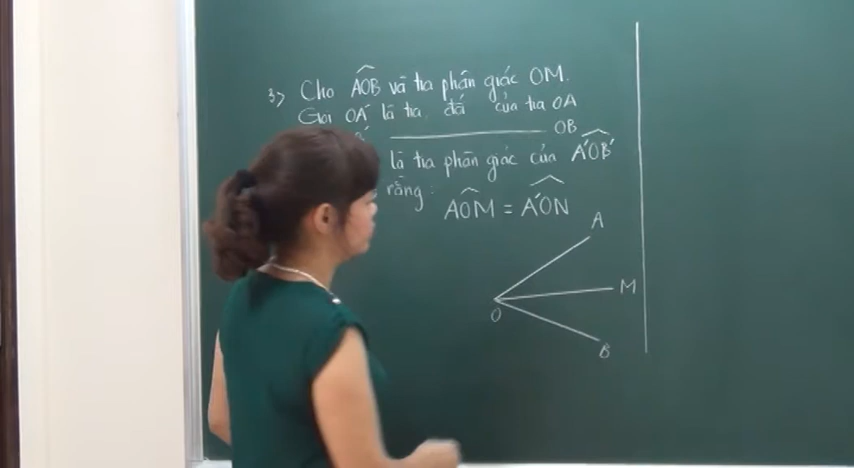 3> Cho AÔB và tia phân giác OM.
Gọi OA' là tia đối của tia OA
OB' ——— OB
là tia phân giác của A'ÔB'
rằng: AÔM = A'ÔN
A
M
O
B